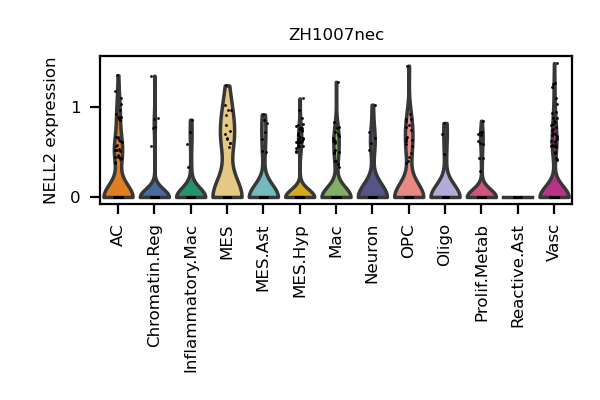 ZH1007nec
NELL2 expression
1
0
AC
Chromatin.Reg
Inflammatory.Mac
MES
MES.Ast
MES.Hyp
Mac
Neuron
OPC
Oligo
Prolif.Metab
Reactive.Ast
Vasc